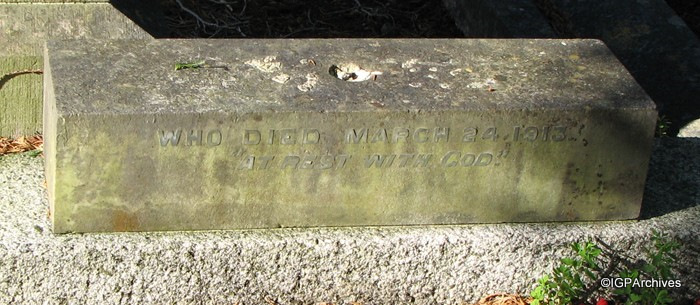 WHO DIED MARCH 24, 1913.
"AT REST WITH GOD."
©IGPArchives